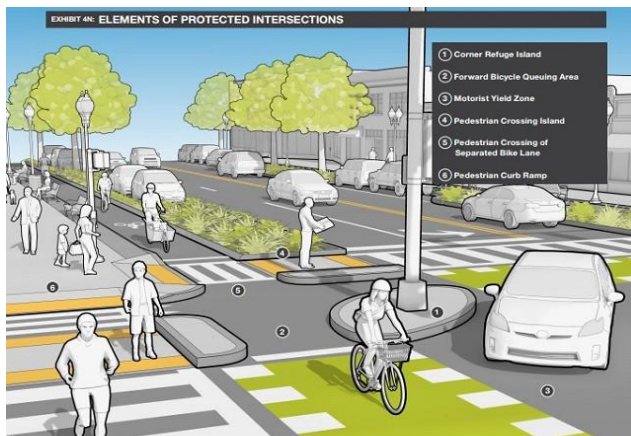 EXHIBIT 4N: ELEMENTS OF PROTECTED INTERSECTIONS
1 Corner Refuge Island
2 Forward Bicycle Queuing Area
3 Motorist Yield Zone
4 Pedestrian Crossing Island
5 Pedestrian Crossing of
Separated Bike Lane
6 Pedestrian Curb Ramp
4
6
5
1
2
3